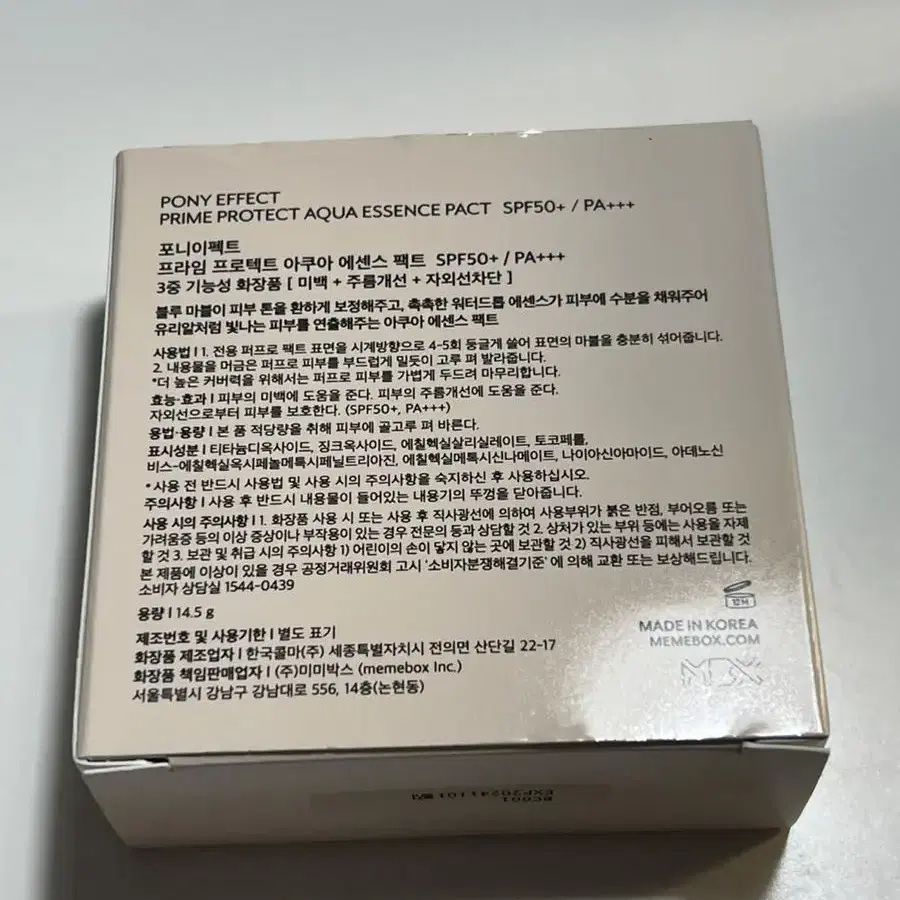 PONY EFFECT
PRIME PROTECT AQUA ESSENCE PACT SPF50+ / PA+++
포니이펙트
프라임 프로텍트 아쿠아 에센스 팩트 SPF50+ / PA+++
3중 기능성 화장품 [ 미백 + 주름개선 + 자외선차단 ]
블루 마블이 피부 톤을 환하게 보정해주고, 촉촉한 워터드롭 에센스가 피부에 수분을 채워주어
유리알처럼 빛나는 피부를 연출해주는 아쿠아 에센스 팩트
사용법 | 1. 전용 퍼프로 팩트 표면을 시계방향으로 4-5회 둥글게 쓸어 표면의 마블을 충분히 섞어줍니다.
2. 내용물을 머금은 퍼프로 피부를 부드럽게 밀듯이 고루 펴 발라줍니다.
*더 높은 커버력을 위해서는 퍼프로 피부를 가볍게 두드려 마무리합니다.
효능·효과 | 피부의 미백에 도움을 준다. 피부의 주름개선에 도움을 준다.
자외선으로부터 피부를 보호한다. (SPF50+, PA+++)
용법·용량 | 본 품 적당량을 취해 피부에 골고루 펴 바른다.
표시성분 | 티타늄디옥사이드, 징크옥사이드, 에칠헥실살리실레이트, 토코페롤,
비스-에칠헥실옥시페놀메톡시페닐트리아진, 에칠헥실메톡시신나메이트, 나이아신아마이드, 아데노신
* 사용 전 반드시 사용법 및 사용 시의 주의사항을 숙지하신 후 사용하십시오.
주의사항 | 사용 후 반드시 내용물이 들어있는 내용기의 뚜껑을 닫아줍니다.
사용 시의 주의사항 | 1. 화장품 사용 시 또는 사용 후 직사광선에 의하여 사용부위가 붉은 반점, 부어오름 또는
가려움증 등의 이상 증상이나 부작용이 있는 경우 전문의 등과 상담할 것 2. 상처가 있는 부위 등에는 사용을 자제
할 것 3. 보관 및 취급 시의 주의사항 1) 어린이의 손이 닿지 않는 곳에 보관할 것 2) 직사광선을 피해서 보관할 것
본 제품에 이상이 있을 경우 공정거래위원회 고시 '소비자분쟁해결기준' 에 의해 교환 또는 보상해드립니다.
소비자 상담실 1544-0439
용량 | 14.5 g
12M
제조번호 및 사용기한 | 별도 표기
MADE IN KOREA
화장품 제조업자 | 한국콜마(주) 세종특별자치시 전의면 산단길 22-17
MEMEBOX.COM
화장품 책임판매업자 | (주)미미박스 (memebox Inc.)
MBX
서울특별시 강남구 강남대로 556, 14층(논현동)
BC001
EXP20241101